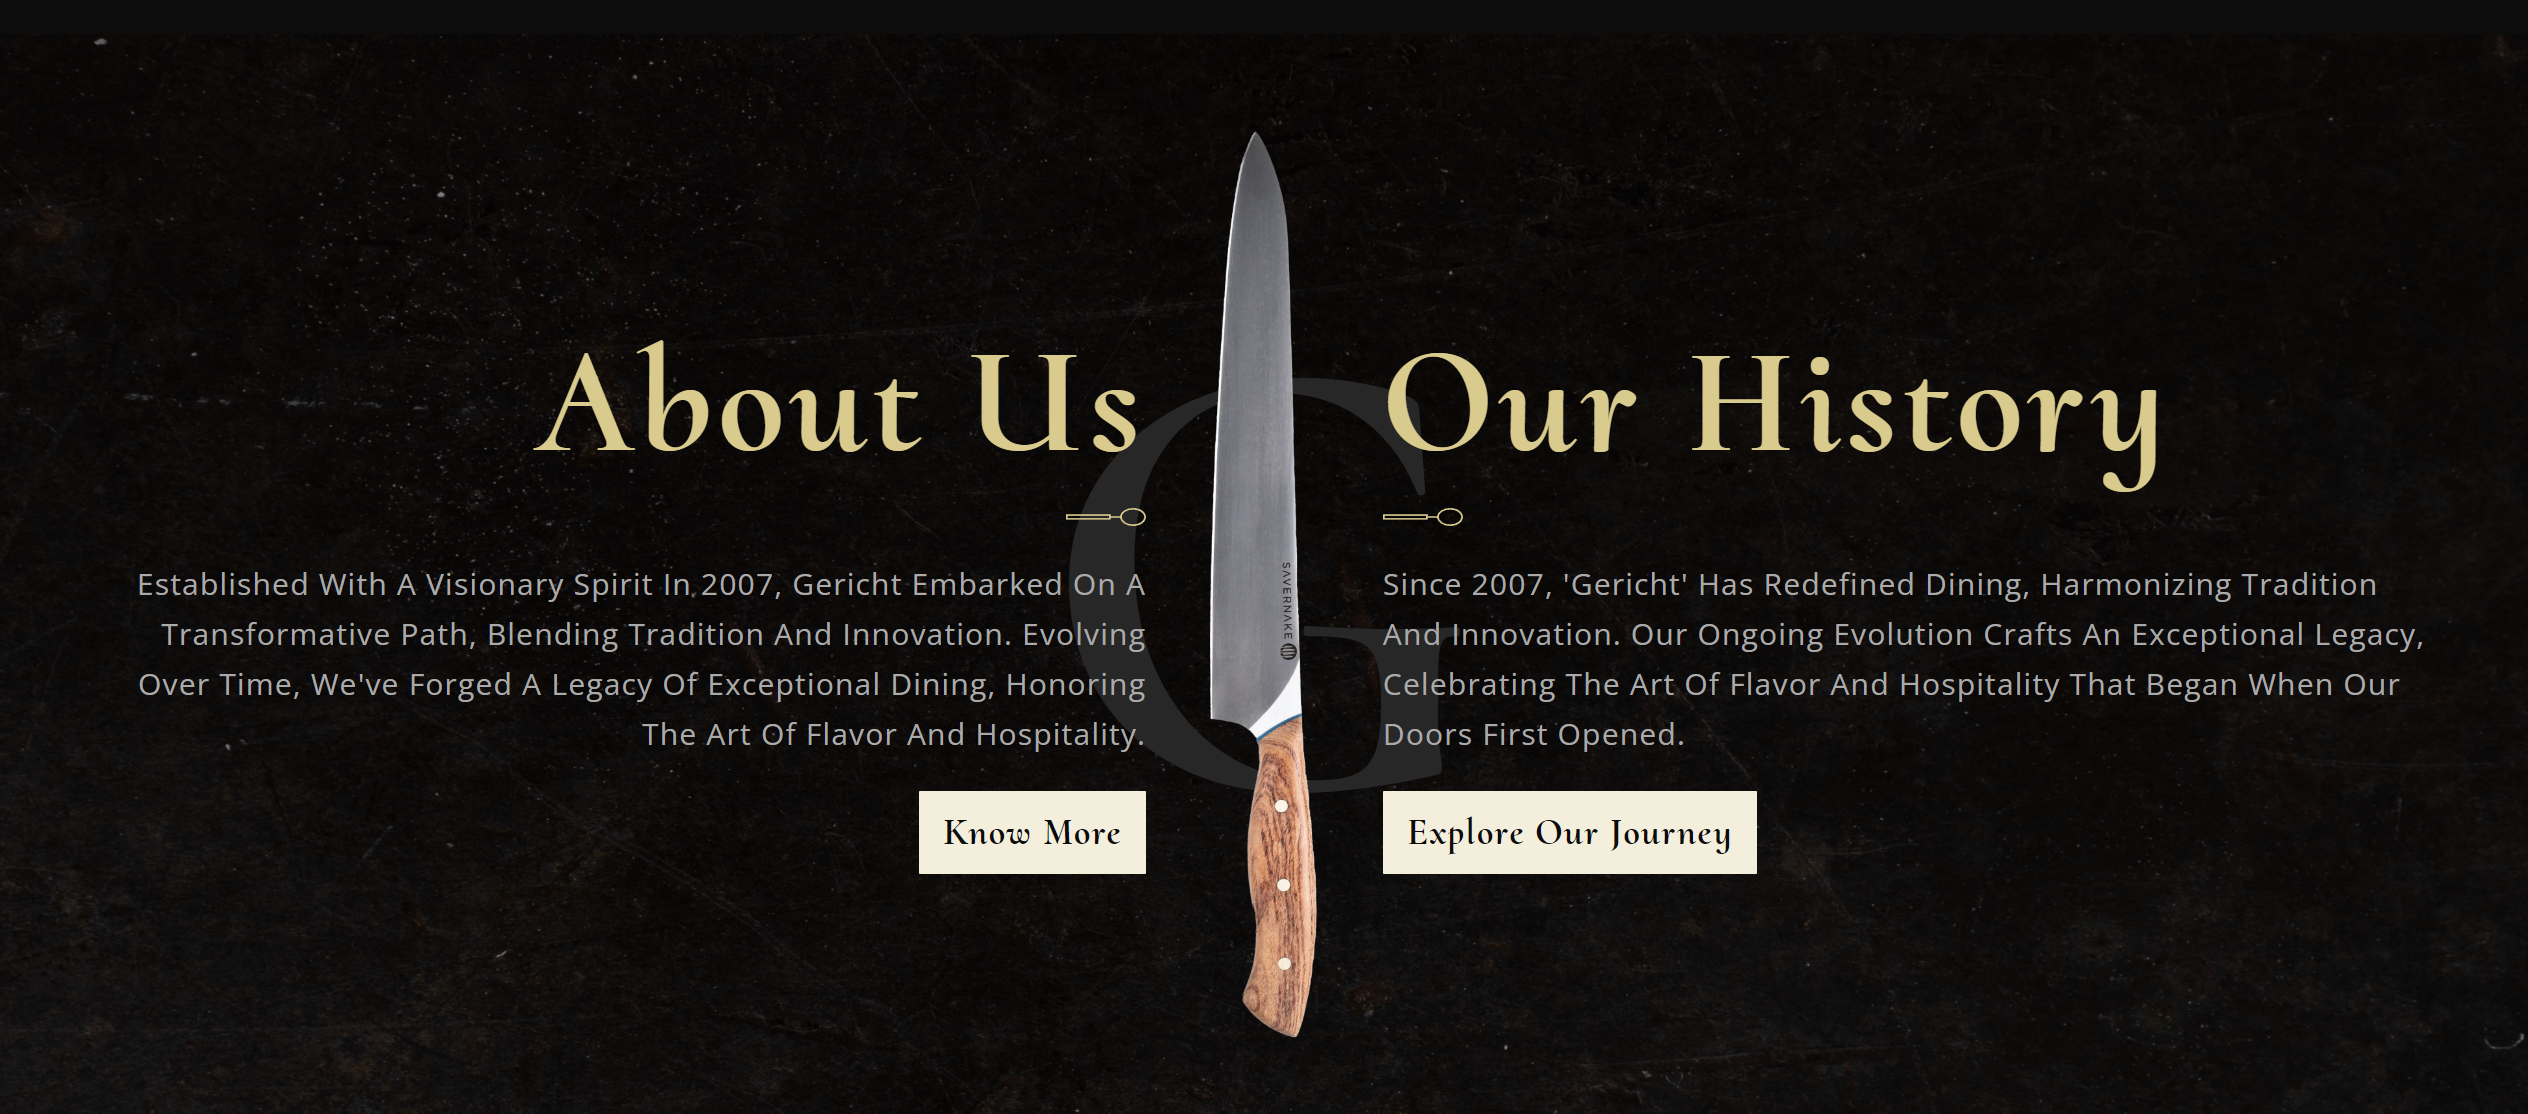 About Us
Established With A Visionary Spirit In 2007, Gericht Embarked On A
Transformative Path, Blending Tradition And Innovation. Evolving
Over Time, We've Forged A Legacy Of Exceptional Dining, Honoring
The Art Of Flavor And Hospitality.
Know More
G
SAVERNAKE
Our History
Since 2007, 'Gericht' Has Redefined Dining, Harmonizing Tradition
And Innovation. Our Ongoing Evolution Crafts An Exceptional Legacy,
Celebrating The Art Of Flavor And Hospitality That Began When Our
Doors First Opened.
Explore Our Journey